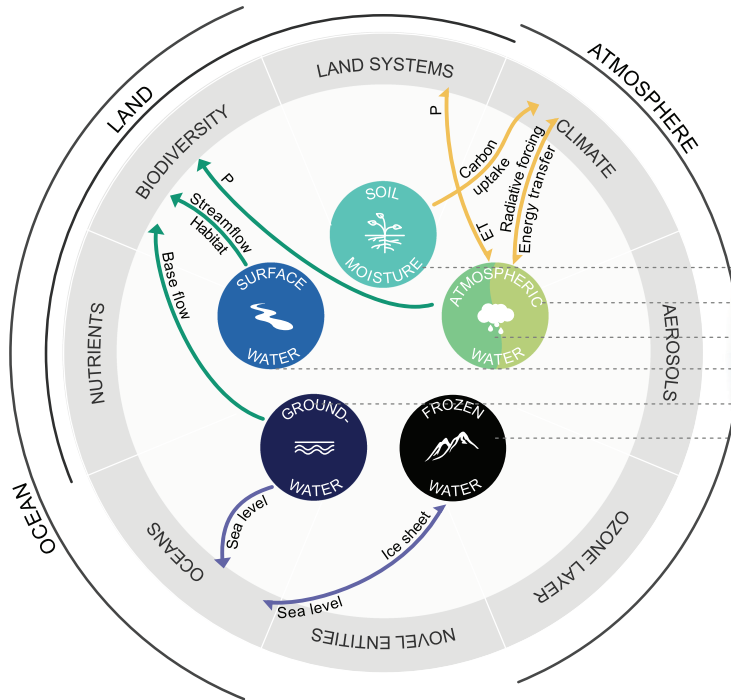 LAND SYSTEMS
ATMOSPHERE
LAND
BIODIVERSITY
CLIMATE
P
Carbon
uptake
Radiative forcing
Energy transfer
ET
P
Streamflow
Habitat
Base flow
SOIL
MOISTURE
SURFACE
WATER
ATMOSPHERIC
WATER
NUTRIENTS
AEROSOLS
GROUND-
WATER
FROZEN
WATER
OCEAN
OCEANS
Sea level
Ice sheet
Sea level
OZONE LAYER
NOVEL ENTITIES